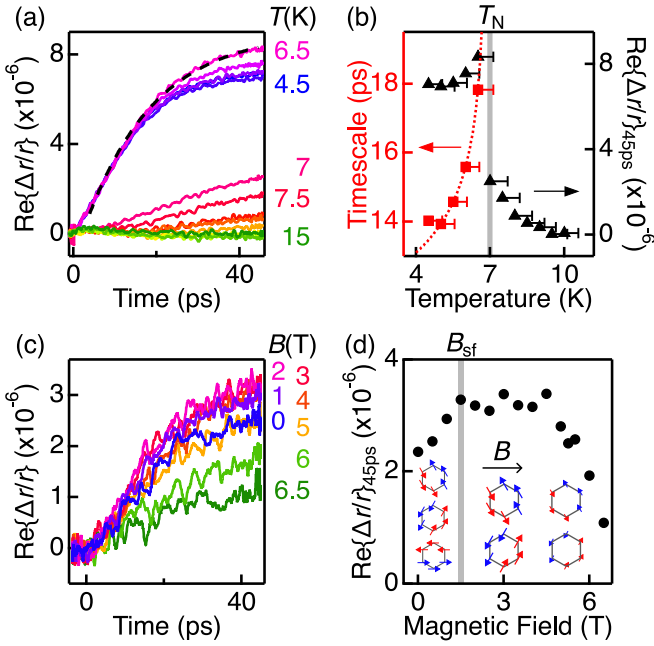 (a)
T(K)
8
4
0
Re{Δr/r} (x10⁻⁶)
6.5
4.5
7
7.5
15
0
20
40
Time (ps)
(b)
T_N
18
16
14
Timescale (ps)
8
4
0
Re{Δr/r}₄₅ps (x10⁻⁶)
4
7
10
Temperature (K)
(c)
B(T)
3
2
1
0
Re{Δr/r} (x10⁻⁶)
2 3
1 4
0 5
6
6.5
0
20
40
Time (ps)
(d)
B_sf
4
2
0
Re{Δr/r}₄₅ps (x10⁻⁶)
B
0
3
6
Magnetic Field (T)